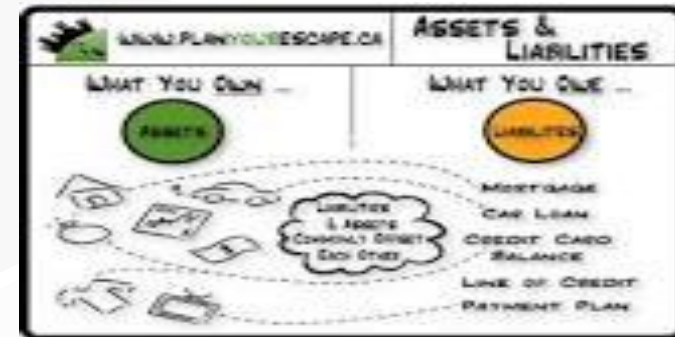 WWW.PLANYOURESCAPE.CA
ASSETS &
LIABILITIES
WHAT YOU OWN ...
WHAT YOU OWE ...
ASSETS
LIABILITES
LIABILITIES
& ASSETS
COMMONLY OFFSET
EACH OTHER
MORTGAGE
CAR LOAN
CREDIT CARD
BALANCE
LINE OF CREDIT
PAYMENT PLAN